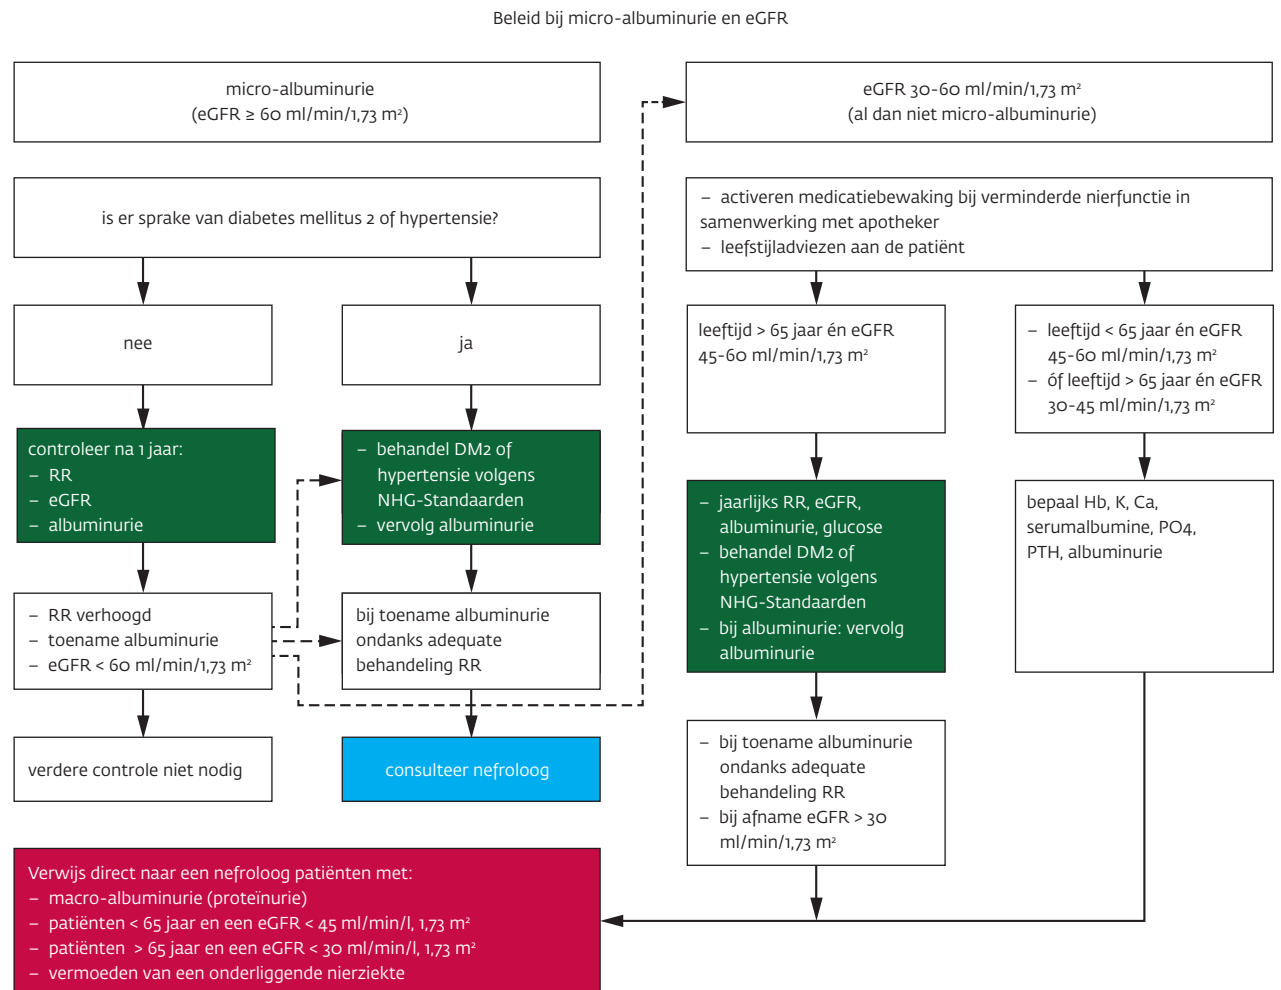 Beleid bij micro-albuminurie en eGFR
micro-albuminurie
(eGFR ≥ 60 ml/min/1,73 m²)
is er sprake van diabetes mellitus 2 of hypertensie?
nee
ja
controleer na 1 jaar:
– RR
– eGFR
– albuminurie
– behandel DM2 of
hypertensie volgens
NHG-Standaarden
– vervolg albuminurie
– RR verhoogd
– toename albuminurie
– eGFR < 60 ml/min/1,73 m²
bij toename albuminurie
ondanks adequate
behandeling RR
verdere controle niet nodig
consulteer nefroloog
eGFR 30-60 ml/min/1,73 m²
(al dan niet micro-albuminurie)
– activeren medicatiebewaking bij verminderde nierfunctie in
samenwerking met apotheker
– leefstijladviezen aan de patiënt
leeftijd > 65 jaar én eGFR
45-60 ml/min/1,73 m²
– leeftijd < 65 jaar én eGFR
45-60 ml/min/1,73 m²
– óf leeftijd > 65 jaar én eGFR
30-45 ml/min/1,73 m²
– jaarlijks RR, eGFR,
albuminurie, glucose
– behandel DM2 of
hypertensie volgens
NHG-Standaarden
– bij albuminurie: vervolg
albuminurie
bepaal Hb, K, Ca,
serumalbumine, PO4,
PTH, albuminurie
– bij toename albuminurie
ondanks adequate
behandeling RR
– bij afname eGFR > 30
ml/min/1,73 m²
Verwijs direct naar een nefroloog patiënten met:
– macro-albuminurie (proteïnurie)
– patiënten < 65 jaar en een eGFR < 45 ml/min/l, 1,73 m²
– patiënten > 65 jaar en een eGFR < 30 ml/min/l, 1,73 m²
– vermoeden van een onderliggende nierziekte